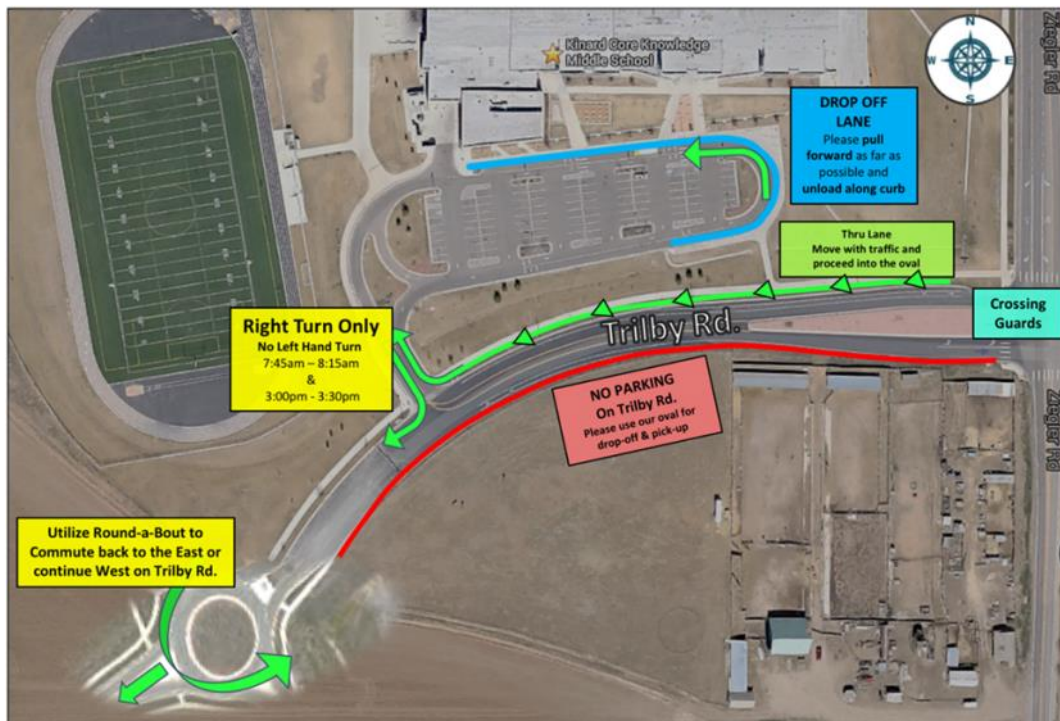 Kinard Core Knowledge
Middle School
N
W
E
S
Ziegler Rd
DROP OFF
LANE
Please pull
forward as far as
possible and
unload along curb
Thru Lane
Move with traffic and
proceed into the oval
Crossing
Guards
Right Turn Only
No Left Hand Turn
7:45am – 8:15am
&
3:00pm - 3:30pm
Trilby Rd.
NO PARKING
On Trilby Rd.
Please use our oval for
drop-off & pick-up
Ziegler Rd
Utilize Round-a-Bout to
Commute back to the East or
continue West on Trilby Rd.